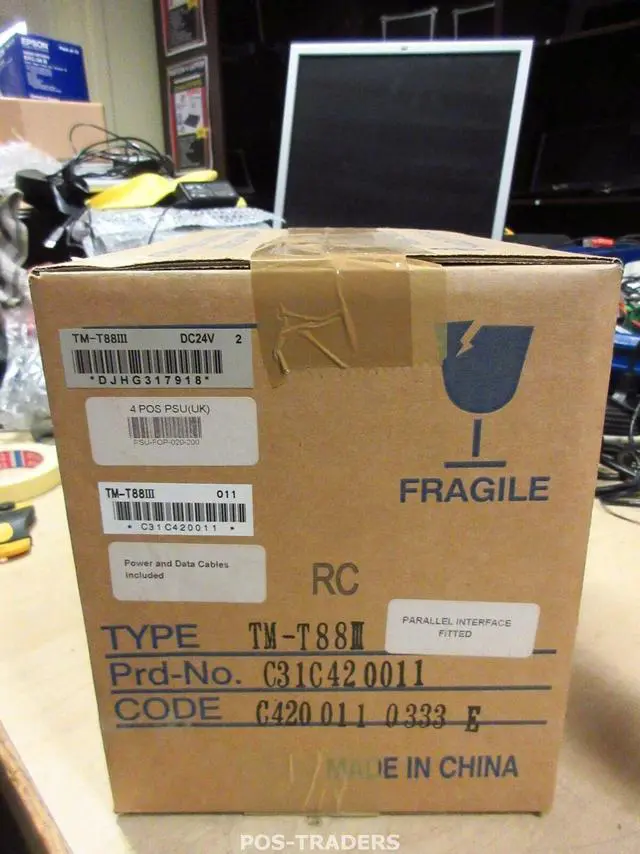 EPSON
TM-T88III DC24V 2
*DJHG317918*
4 POS PSU(UK)
PSU-FOP-020-200
TM-T88III 011
* C31C420011 *
Power and Data Cables
Included
FRAGILE
RC
PARALLEL INTERFACE
FITTED
TYPE TM-T88III
Prd-No. C31C420011
CODE C420 011 0333 E
MADE IN CHINA
POS-TRADERS